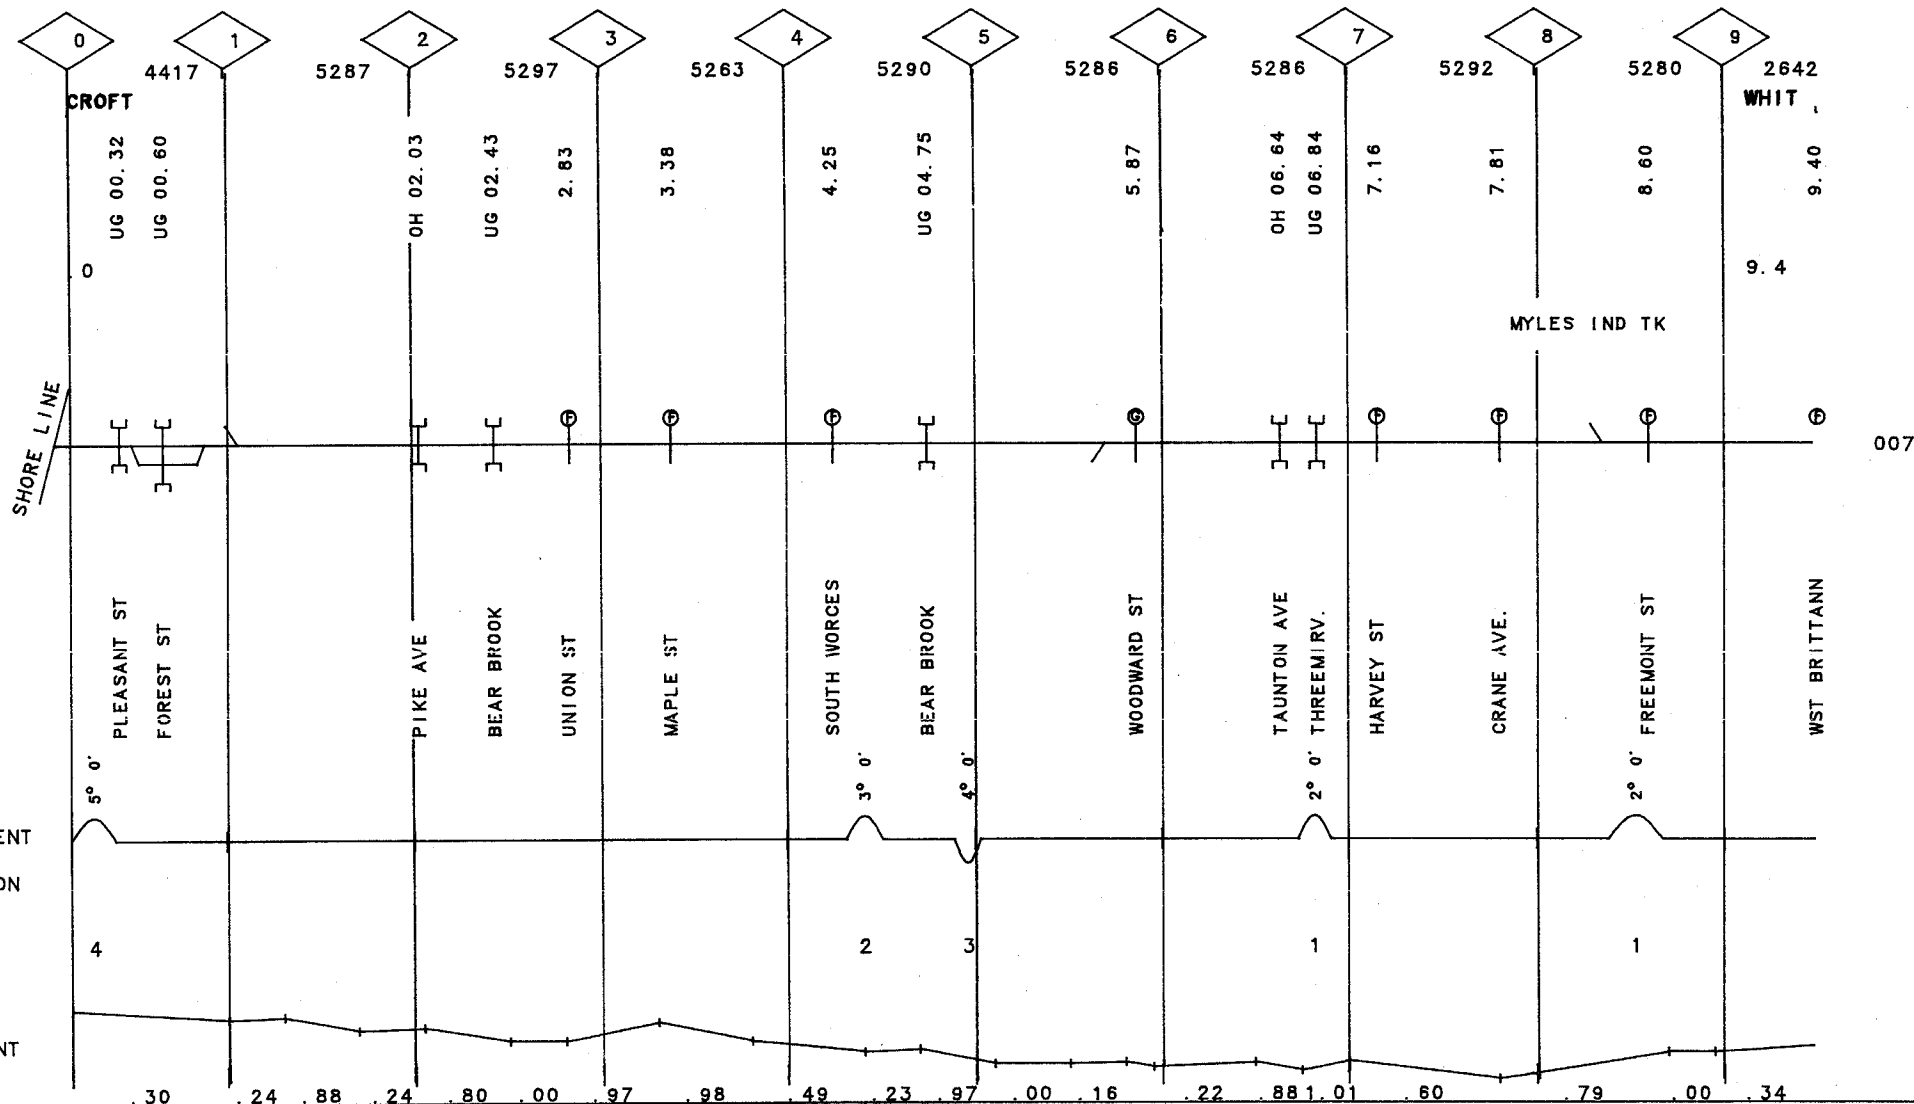 0 1 2 3 4 5 6 7 8 9
4417 5287 5297 5263 5290 5286 5286 5292 5280 2642
CROFT WHIT
UG 00.32
UG 00.60
OH 02.03
UG 02.43
2.83
3.38
4.25
UG 04.75
5.87
OH 06.64
UG 06.84
7.16
7.81
8.60
9.40
0 9.4
MYLES IND TK
SHORE LINE
F F F G F F F F
007
PLEASANT ST
FOREST ST
PIKE AVE
BEAR BROOK
UNION ST
MAPLE ST
SOUTH WORCES
BEAR BROOK
WOODWARD ST
TAUNTON AVE
THREEMIRV.
HARVEY ST
CRANE AVE.
FREEMONT ST
WST BRITTANN
5° 0' 3° 0' 4° 0' 2° 0' 2° 0'
ENT
ON
4 2 3 1 1
NT
.30 .24 .88 .24 .80 .00 .97 .98 .49 .23 .97 .00 .16 .22 .88 1.01 .60 .79 .00 .34